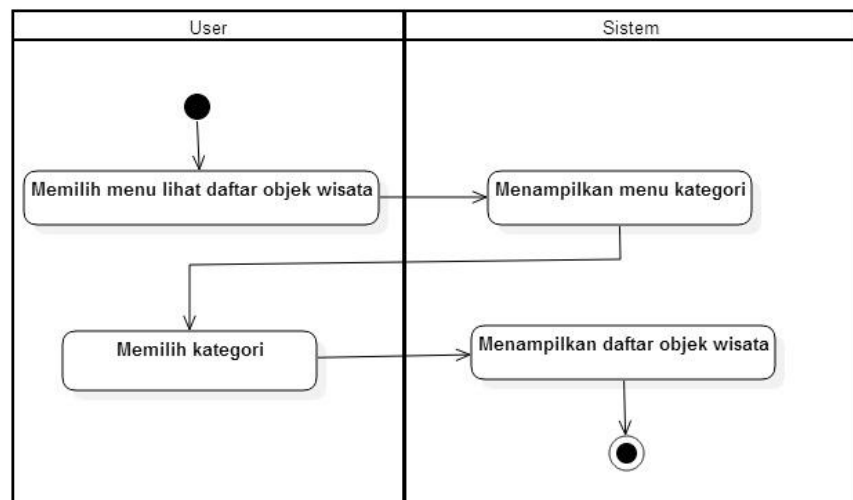 User
Sistem
Memilih menu lihat daftar objek wisata
Menampilkan menu kategori
Memilih kategori
Menampilkan daftar objek wisata